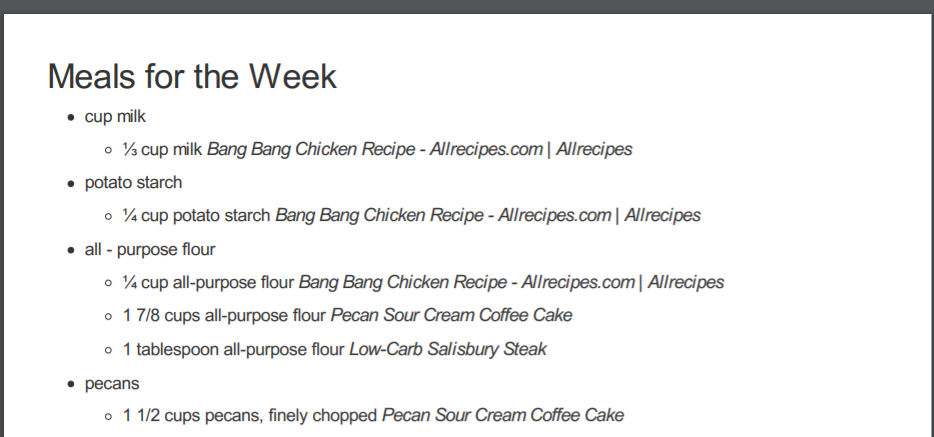 Meals for the Week
• cup milk
◦ ⅓ cup milk Bang Bang Chicken Recipe - Allrecipes.com | Allrecipes
• potato starch
◦ ¼ cup potato starch Bang Bang Chicken Recipe - Allrecipes.com | Allrecipes
• all - purpose flour
◦ ¼ cup all-purpose flour Bang Bang Chicken Recipe - Allrecipes.com | Allrecipes
◦ 1 7/8 cups all-purpose flour Pecan Sour Cream Coffee Cake
◦ 1 tablespoon all-purpose flour Low-Carb Salisbury Steak
• pecans
◦ 1 1/2 cups pecans, finely chopped Pecan Sour Cream Coffee Cake